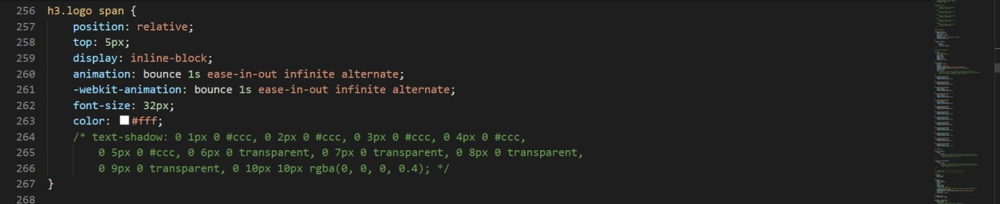 256 h3.logo span {
257     position: relative;
258     top: 5px;
259     display: inline-block;
260     animation: bounce 1s ease-in-out infinite alternate;
261     -webkit-animation: bounce 1s ease-in-out infinite alternate;
262     font-size: 32px;
263     color: #fff;
264     /* text-shadow: 0 1px 0 #ccc, 0 2px 0 #ccc, 0 3px 0 #ccc, 0 4px 0 #ccc,
265         0 5px 0 #ccc, 0 6px 0 transparent, 0 7px 0 transparent, 0 8px 0 transparent,
266         0 9px 0 transparent, 0 10px 10px rgba(0, 0, 0, 0.4); */
267 }
268